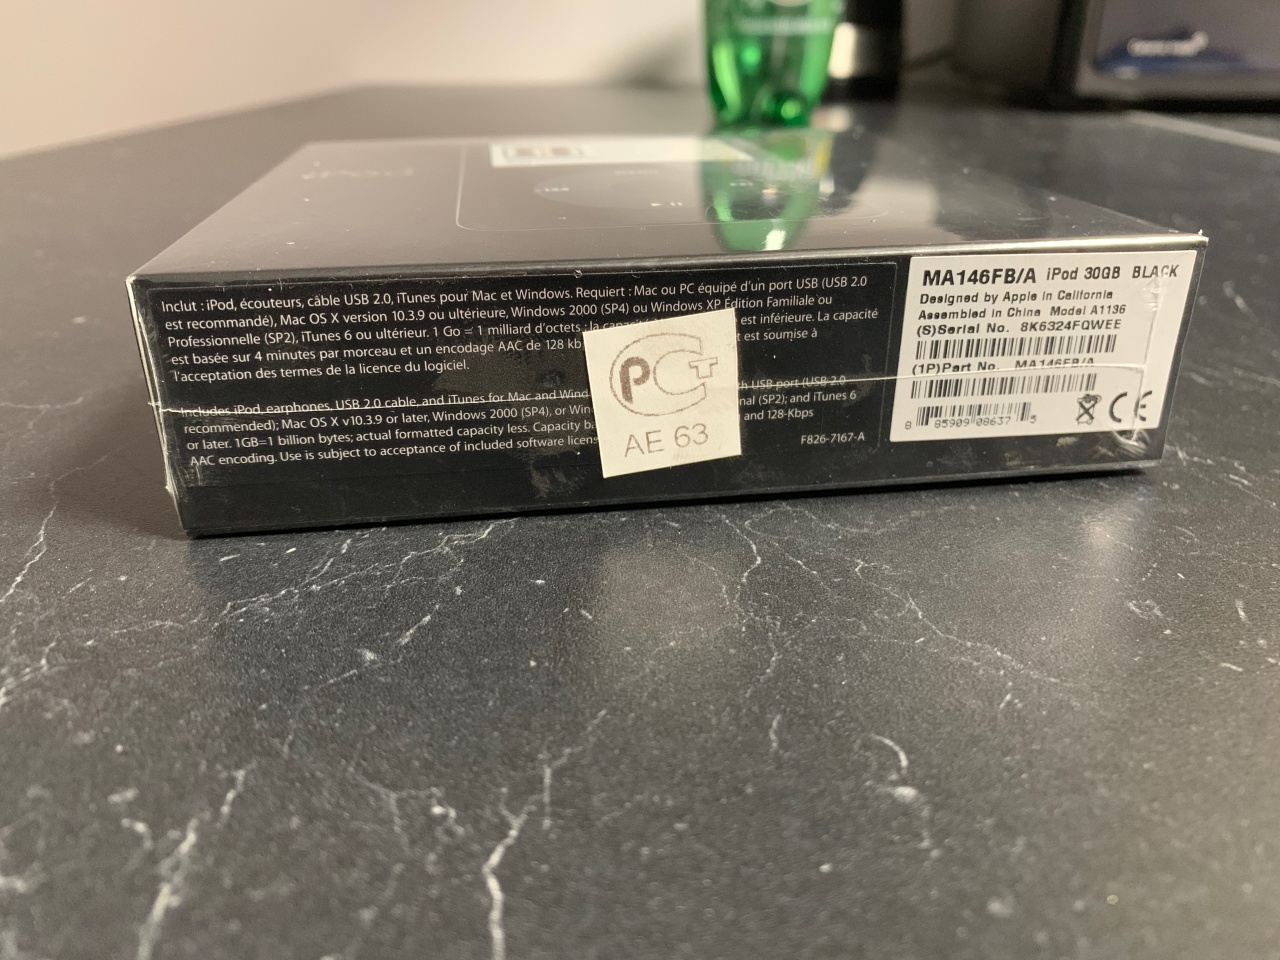 Inclut : iPod, écouteurs, câble USB 2.0, iTunes pour Mac et Windows. Requiert : Mac ou PC équipé d'un port USB (USB 2.0
est recommandé), Mac OS X version 10.3.9 ou ultérieure, Windows 2000 (SP4) ou Windows XP Édition Familiale ou
Professionnelle (SP2), iTunes 6 ou ultérieur. 1 Go = 1 milliard d'octets ; la est inférieure. La capacité
est basée sur 4 minutes par morceau et un encodage AAC de 128 kb est soumise à
l'acceptation des termes de la licence du logiciel.
Includes iPod, earphones, USB 2.0 cable, and iTunes for Mac and Wind USB port (USB 2.0
recommended); Mac OS X v10.3.9 or later, Windows 2000 (SP4), or Win nal (SP2); and iTunes 6
or later. 1GB=1 billion bytes; actual formatted capacity less. Capacity b and 128-Kbps
AAC encoding. Use is subject to acceptance of included software licens
F826-7167-A
PCT
AE 63
MA146FB/A iPod 30GB BLACK
Designed by Apple in California
Assembled in China Model A1136
(S)Serial No. 8K6324FQWEE
(1P)Part No. MA146FB/A
8 85909 08637 5
CE